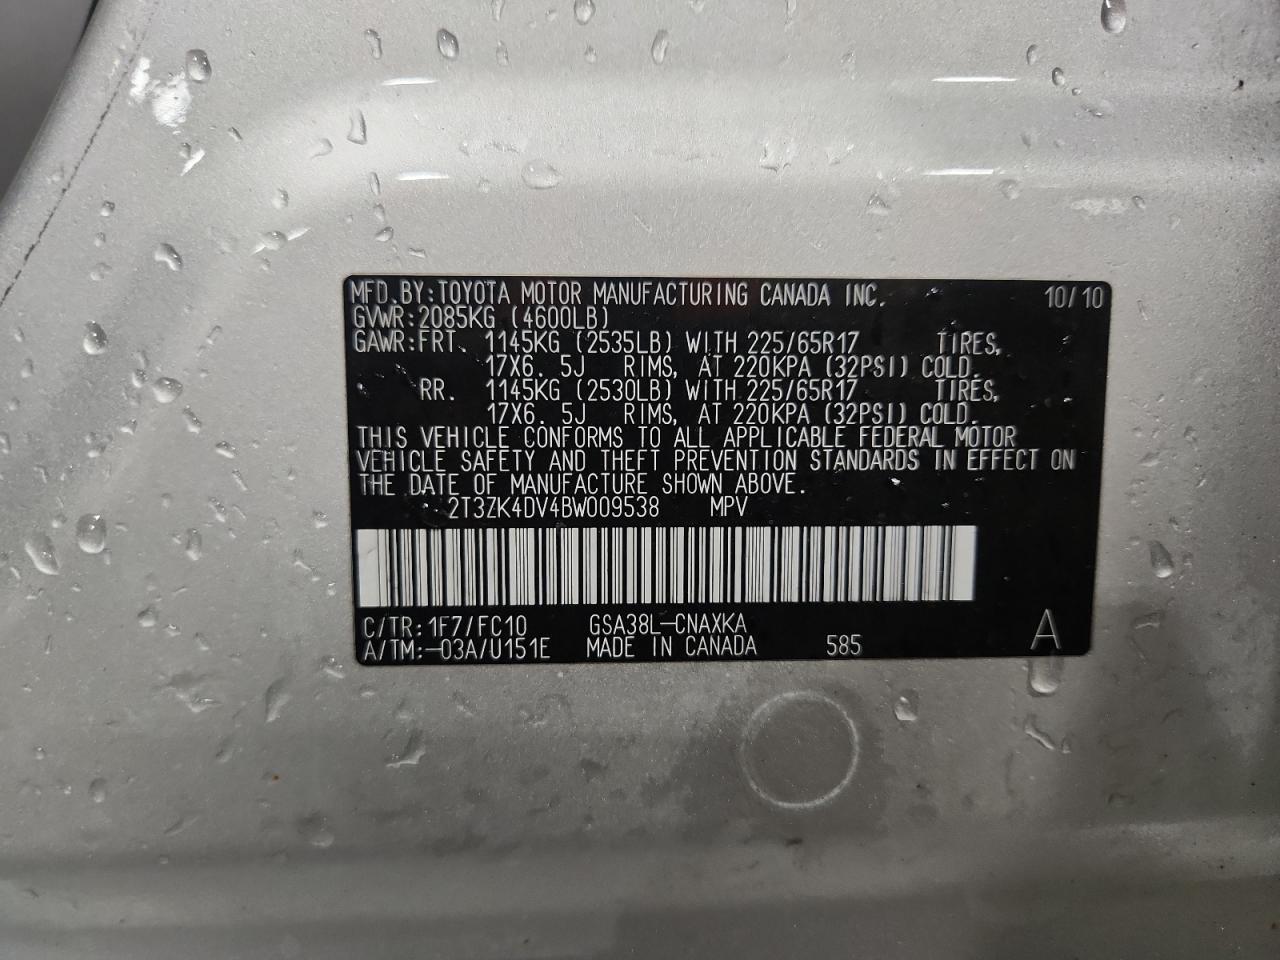 MFD.BY:TOYOTA MOTOR MANUFACTURING CANADA INC. 10/10
GVWR:2085KG (4600LB)
GAWR:FRT. 1145KG (2535LB) WITH 225/65R17 TIRES,
17X6.5J RIMS, AT 220KPA (32PSI) COLD.
RR. 1145KG (2530LB) WITH 225/65R17 TIRES,
17X6.5J RIMS, AT 220KPA (32PSI) COLD.
THIS VEHICLE CONFORMS TO ALL APPLICABLE FEDERAL MOTOR
VEHICLE SAFETY AND THEFT PREVENTION STANDARDS IN EFFECT ON
THE DATE OF MANUFACTURE SHOWN ABOVE.
2T3ZK4DV4BW009538 MPV
C/TR:1F7/FC10 GSA38L-CNAXKA
A/TM:-03A/U151E MADE IN CANADA 585 A